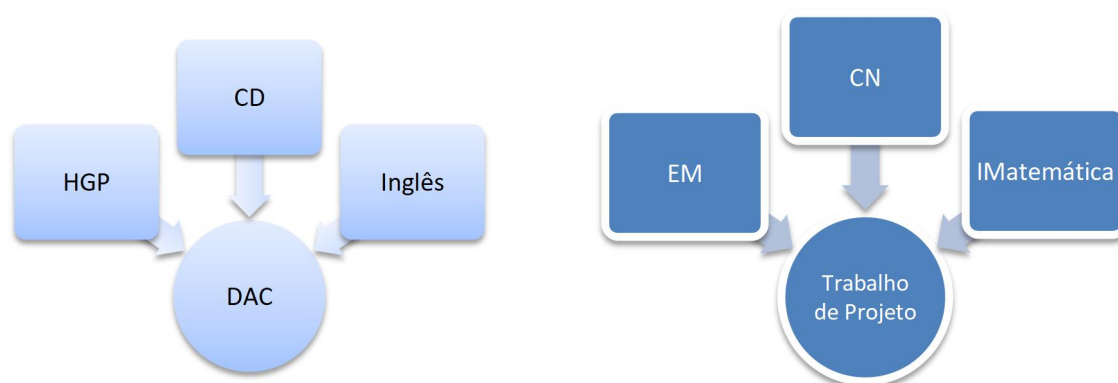 CD
HGP
Inglês
DAC
CN
EM
IMatemática
Trabalho
de Projeto